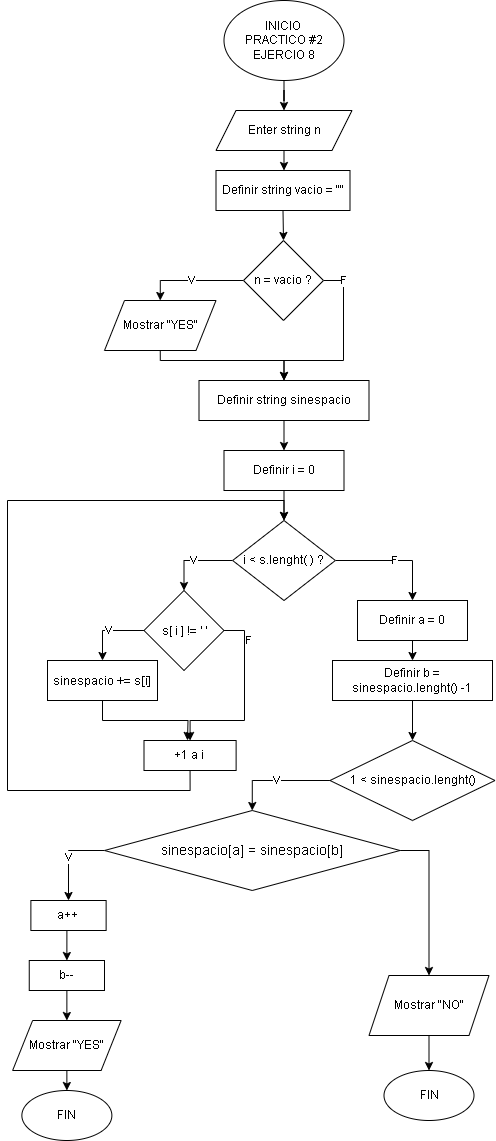 INICIO
PRACTICO #2
EJERCIO 8
Enter string n
Definir string vacio = ""
n = vacio ?
V
F
Mostrar "YES"
Definir string sinespacio
Definir i = 0
i < s.lenght( ) ?
V
F
s[ i ] != ' '
V
F
sinespacio += s[i]
+1 a i
Definir a = 0
Definir b =
sinespacio.lenght() -1
1 < sinespacio.lenght()
V
sinespacio[a] = sinespacio[b]
V
a++
b--
Mostrar "YES"
FIN
Mostrar "NO"
FIN